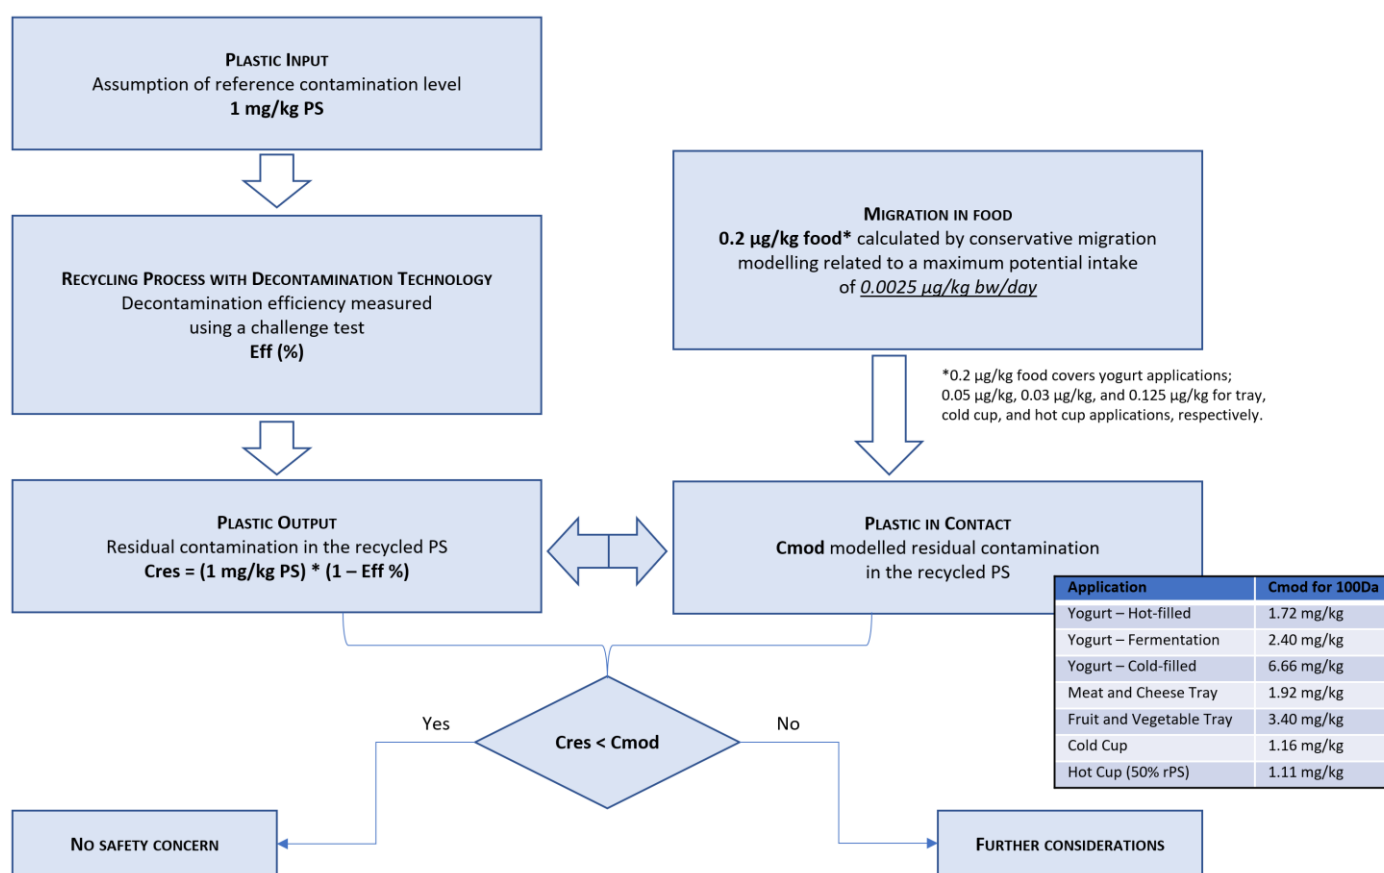 PLASTIC INPUT
Assumption of reference contamination level
1 mg/kg PS
RECYCLING PROCESS WITH DECONTAMINATION TECHNOLOGY
Decontamination efficiency measured
using a challenge test
Eff (%)
PLASTIC OUTPUT
Residual contamination in the recycled PS
Cres = (1 mg/kg PS) * (1 – Eff %)
MIGRATION IN FOOD
0.2 µg/kg food* calculated by conservative migration
modelling related to a maximum potential intake
of 0.0025 µg/kg bw/day
*0.2 µg/kg food covers yogurt applications;
0.05 µg/kg, 0.03 µg/kg, and 0.125 µg/kg for tray,
cold cup, and hot cup applications, respectively.
PLASTIC IN CONTACT
Cmod modelled residual contamination
in the recycled PS
Application Cmod for 100Da
Yogurt – Hot-filled 1.72 mg/kg
Yogurt – Fermentation 2.40 mg/kg
Yogurt – Cold-filled 6.66 mg/kg
Meat and Cheese Tray 1.92 mg/kg
Fruit and Vegetable Tray 3.40 mg/kg
Cold Cup 1.16 mg/kg
Hot Cup (50% rPS) 1.11 mg/kg
Yes
Cres < Cmod
No
NO SAFETY CONCERN
FURTHER CONSIDERATIONS